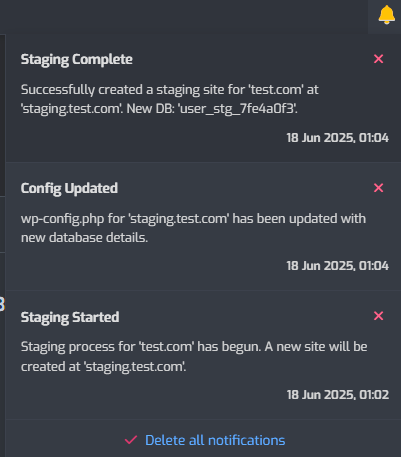 Staging Complete
Successfully created a staging site for 'test.com' at
'staging.test.com'. New DB: 'user_stg_7fe4a0f3'.
18 Jun 2025, 01:04
Config Updated
wp-config.php for 'staging.test.com' has been updated with
new database details.
18 Jun 2025, 01:04
Staging Started
Staging process for 'test.com' has begun. A new site will be
created at 'staging.test.com'.
18 Jun 2025, 01:02
Delete all notifications